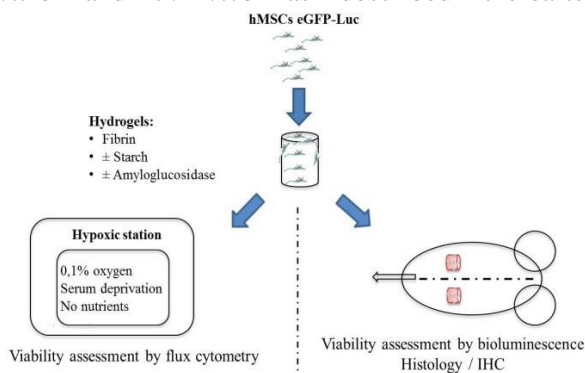 hMSCs eGFP-Luc
Hydrogels:
• Fibrin
• ± Starch
• ± Amyloglucosidase
Hypoxic station
0,1% oxygen
Serum deprivation
No nutrients
Viability assessment by flux cytometry
Viability assessment by bioluminescence
Histology / IHC